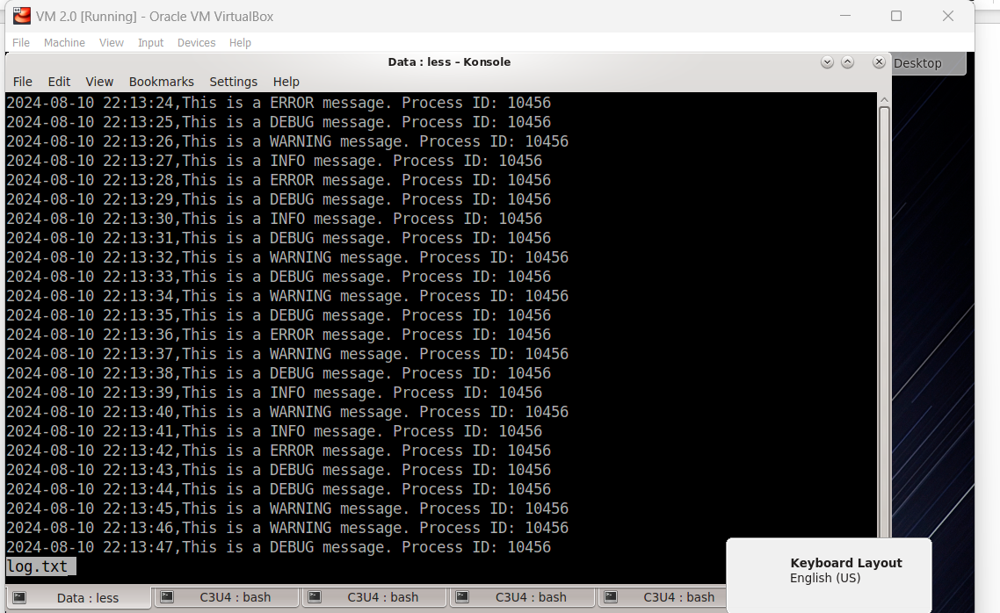 VM 2.0 [Running] - Oracle VM VirtualBox
File Machine View Input Devices Help
Data : less – Konsole
Desktop
File Edit View Bookmarks Settings Help
2024-08-10 22:13:24,This is a ERROR message. Process ID: 10456
2024-08-10 22:13:25,This is a DEBUG message. Process ID: 10456
2024-08-10 22:13:26,This is a WARNING message. Process ID: 10456
2024-08-10 22:13:27,This is a INFO message. Process ID: 10456
2024-08-10 22:13:28,This is a ERROR message. Process ID: 10456
2024-08-10 22:13:29,This is a DEBUG message. Process ID: 10456
2024-08-10 22:13:30,This is a INFO message. Process ID: 10456
2024-08-10 22:13:31,This is a DEBUG message. Process ID: 10456
2024-08-10 22:13:32,This is a WARNING message. Process ID: 10456
2024-08-10 22:13:33,This is a DEBUG message. Process ID: 10456
2024-08-10 22:13:34,This is a WARNING message. Process ID: 10456
2024-08-10 22:13:35,This is a DEBUG message. Process ID: 10456
2024-08-10 22:13:36,This is a ERROR message. Process ID: 10456
2024-08-10 22:13:37,This is a WARNING message. Process ID: 10456
2024-08-10 22:13:38,This is a DEBUG message. Process ID: 10456
2024-08-10 22:13:39,This is a INFO message. Process ID: 10456
2024-08-10 22:13:40,This is a WARNING message. Process ID: 10456
2024-08-10 22:13:41,This is a INFO message. Process ID: 10456
2024-08-10 22:13:42,This is a ERROR message. Process ID: 10456
2024-08-10 22:13:43,This is a DEBUG message. Process ID: 10456
2024-08-10 22:13:44,This is a DEBUG message. Process ID: 10456
2024-08-10 22:13:45,This is a WARNING message. Process ID: 10456
2024-08-10 22:13:46,This is a WARNING message. Process ID: 10456
2024-08-10 22:13:47,This is a DEBUG message. Process ID: 10456
log.txt
Keyboard Layout
English (US)
Data : less C3U4 : bash C3U4 : bash C3U4 : bash C3U4 : bash